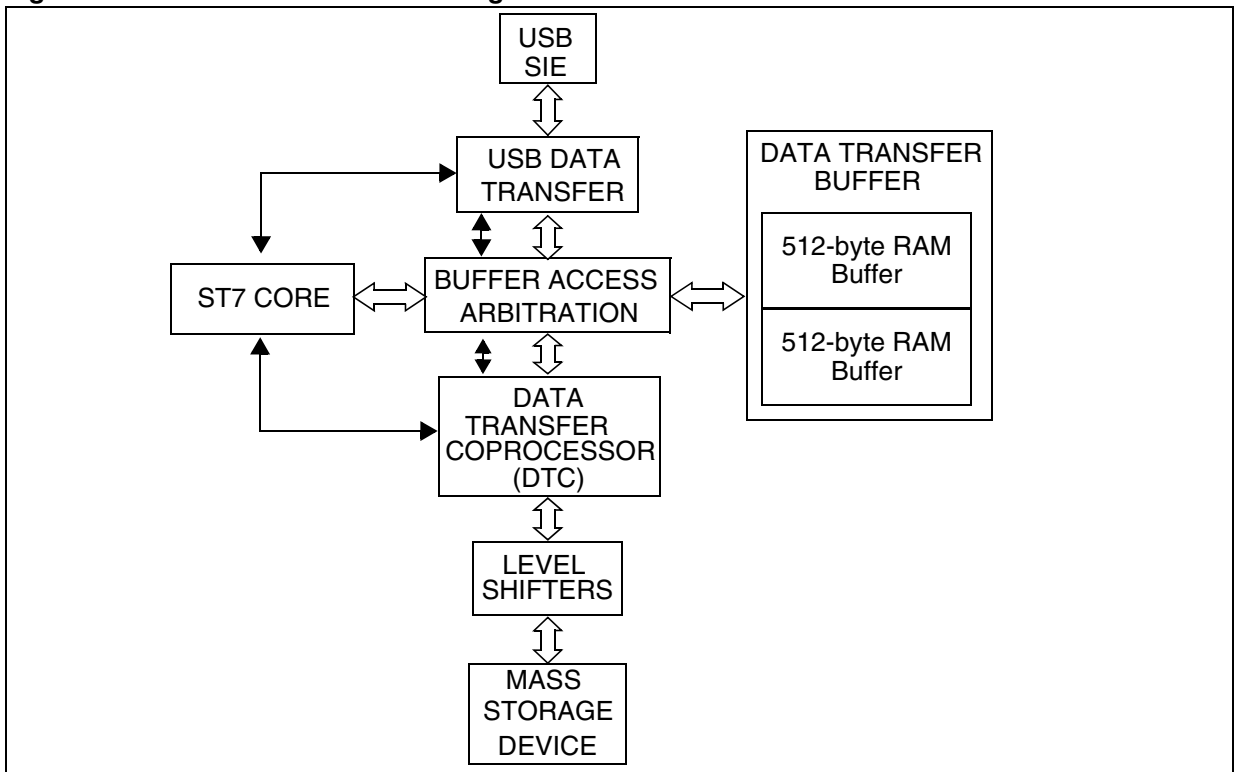 USB
SIE
USB DATA
TRANSFER
DATA TRANSFER
BUFFER
512-byte RAM
Buffer
512-byte RAM
Buffer
ST7 CORE
BUFFER ACCESS
ARBITRATION
DATA
TRANSFER
COPROCESSOR
(DTC)
LEVEL
SHIFTERS
MASS
STORAGE
DEVICE